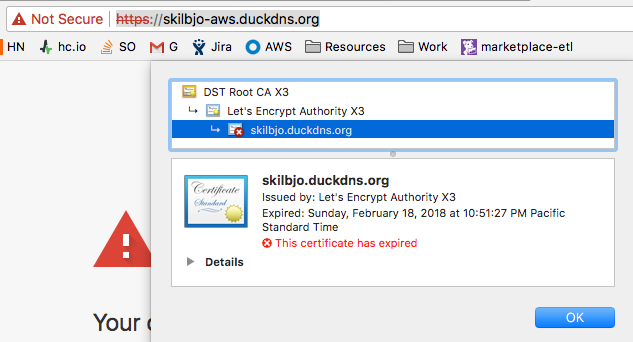 Not Secure https://skilbjo-aws.duckdns.org
HN hc.io SO G Jira AWS Resources Work marketplace-etl
DST Root CA X3
Let's Encrypt Authority X3
skilbjo.duckdns.org
Certificate
Standard
skilbjo.duckdns.org
Issued by: Let's Encrypt Authority X3
Expired: Sunday, February 18, 2018 at 10:51:27 PM Pacific
Standard Time
This certificate has expired
Details
Your
OK